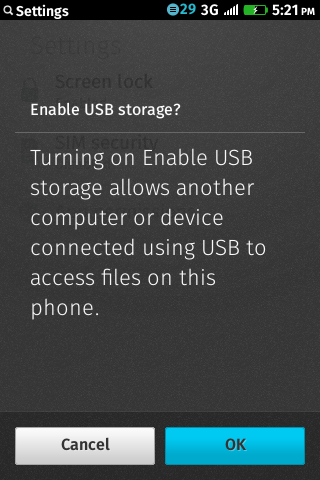 Settings 29 3G 5:21 PM
Settings
Screen lock
Enable USB storage?
SIM security
Turning on Enable USB
storage allows another
computer or device
connected using USB to
access files on this
phone.
Cancel OK